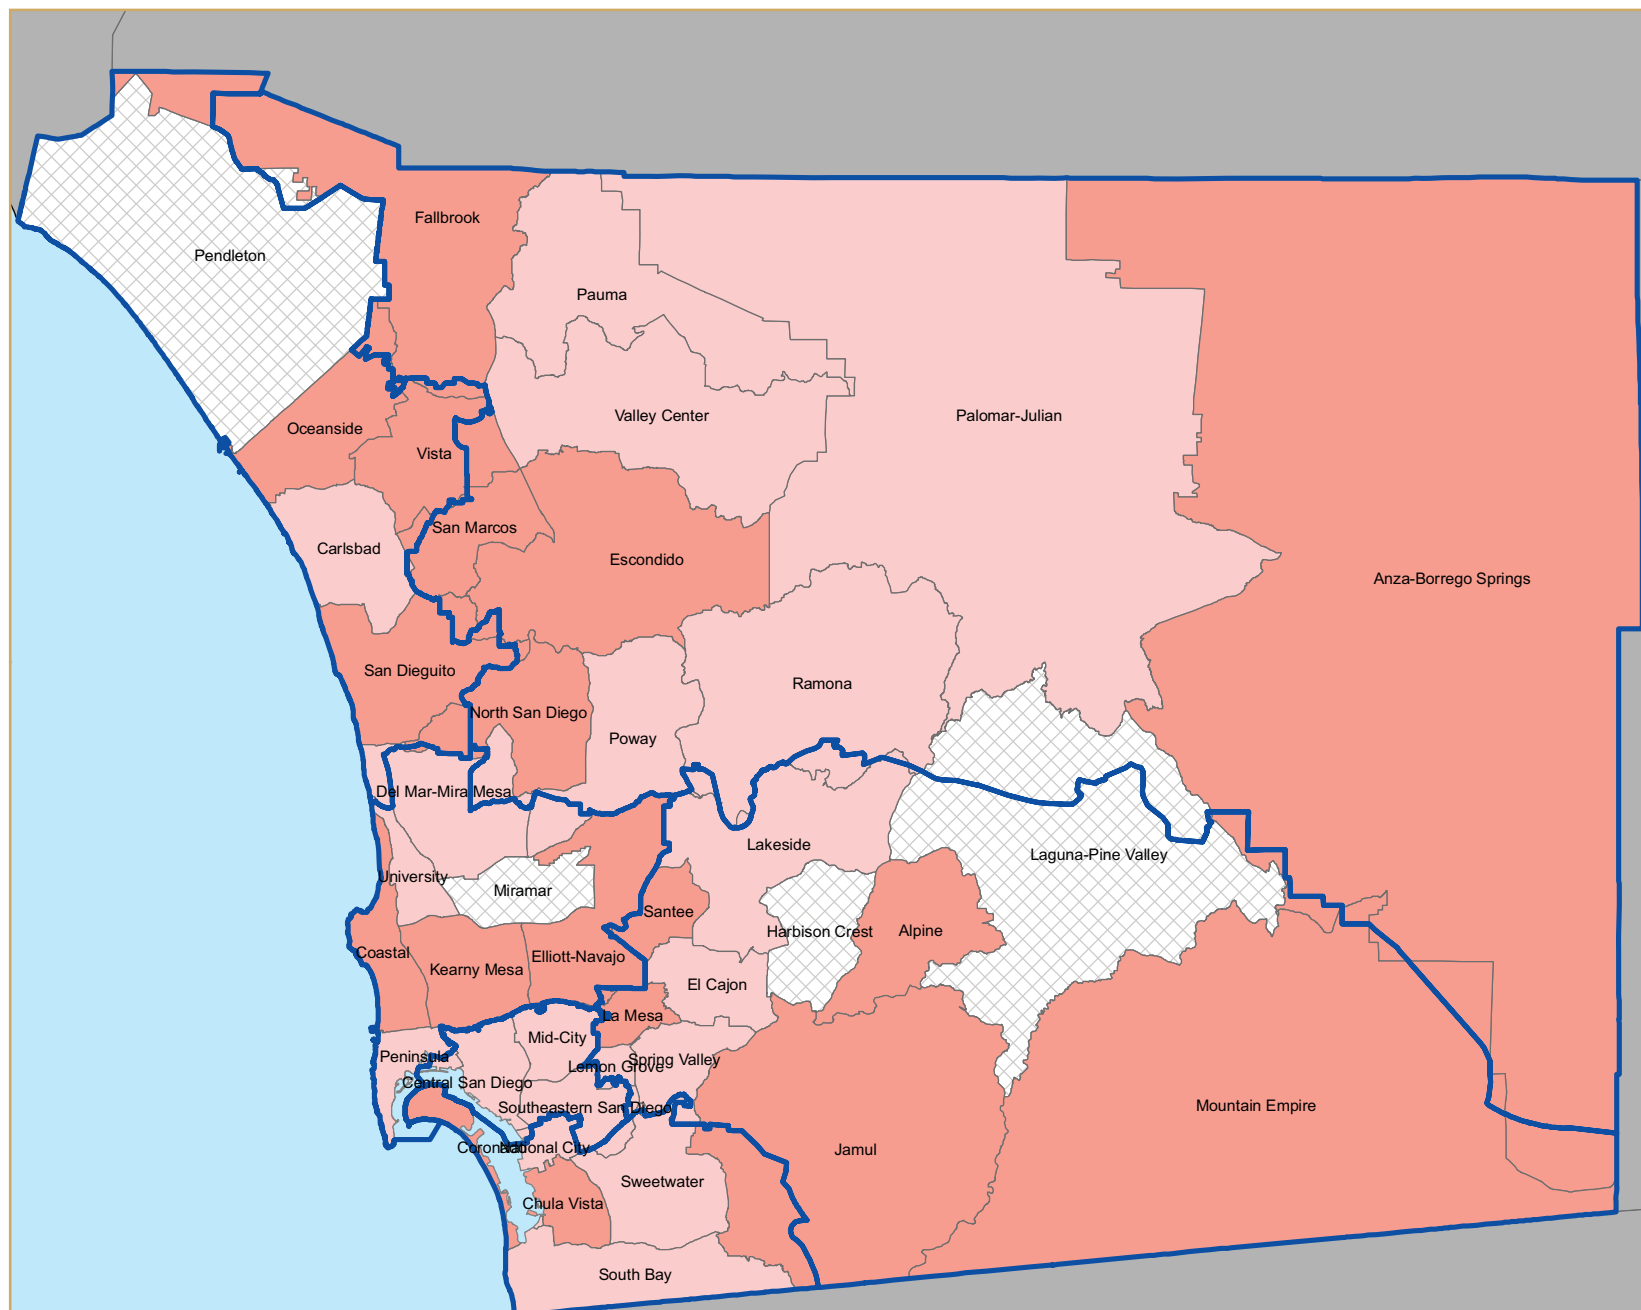 Fallbrook
Pendleton
Pauma
Valley Center
Palomar-Julian
Oceanside
Vista
San Marcos
Carlsbad
Escondido
Anza-Borrego Springs
San Dieguito
Ramona
North San Diego
Poway
Del Mar-Mira Mesa
Lakeside
Laguna-Pine Valley
University
Miramar
Santee
Harbison Crest
Alpine
Coastal
Elliott-Navajo
Kearny Mesa
El Cajon
La Mesa
Mid-City
Peninsula
Spring Valley
Lemon Grove
Central San Diego
Southeastern San Diego
Mountain Empire
Coronado
National City
Jamul
Sweetwater
Chula Vista
South Bay